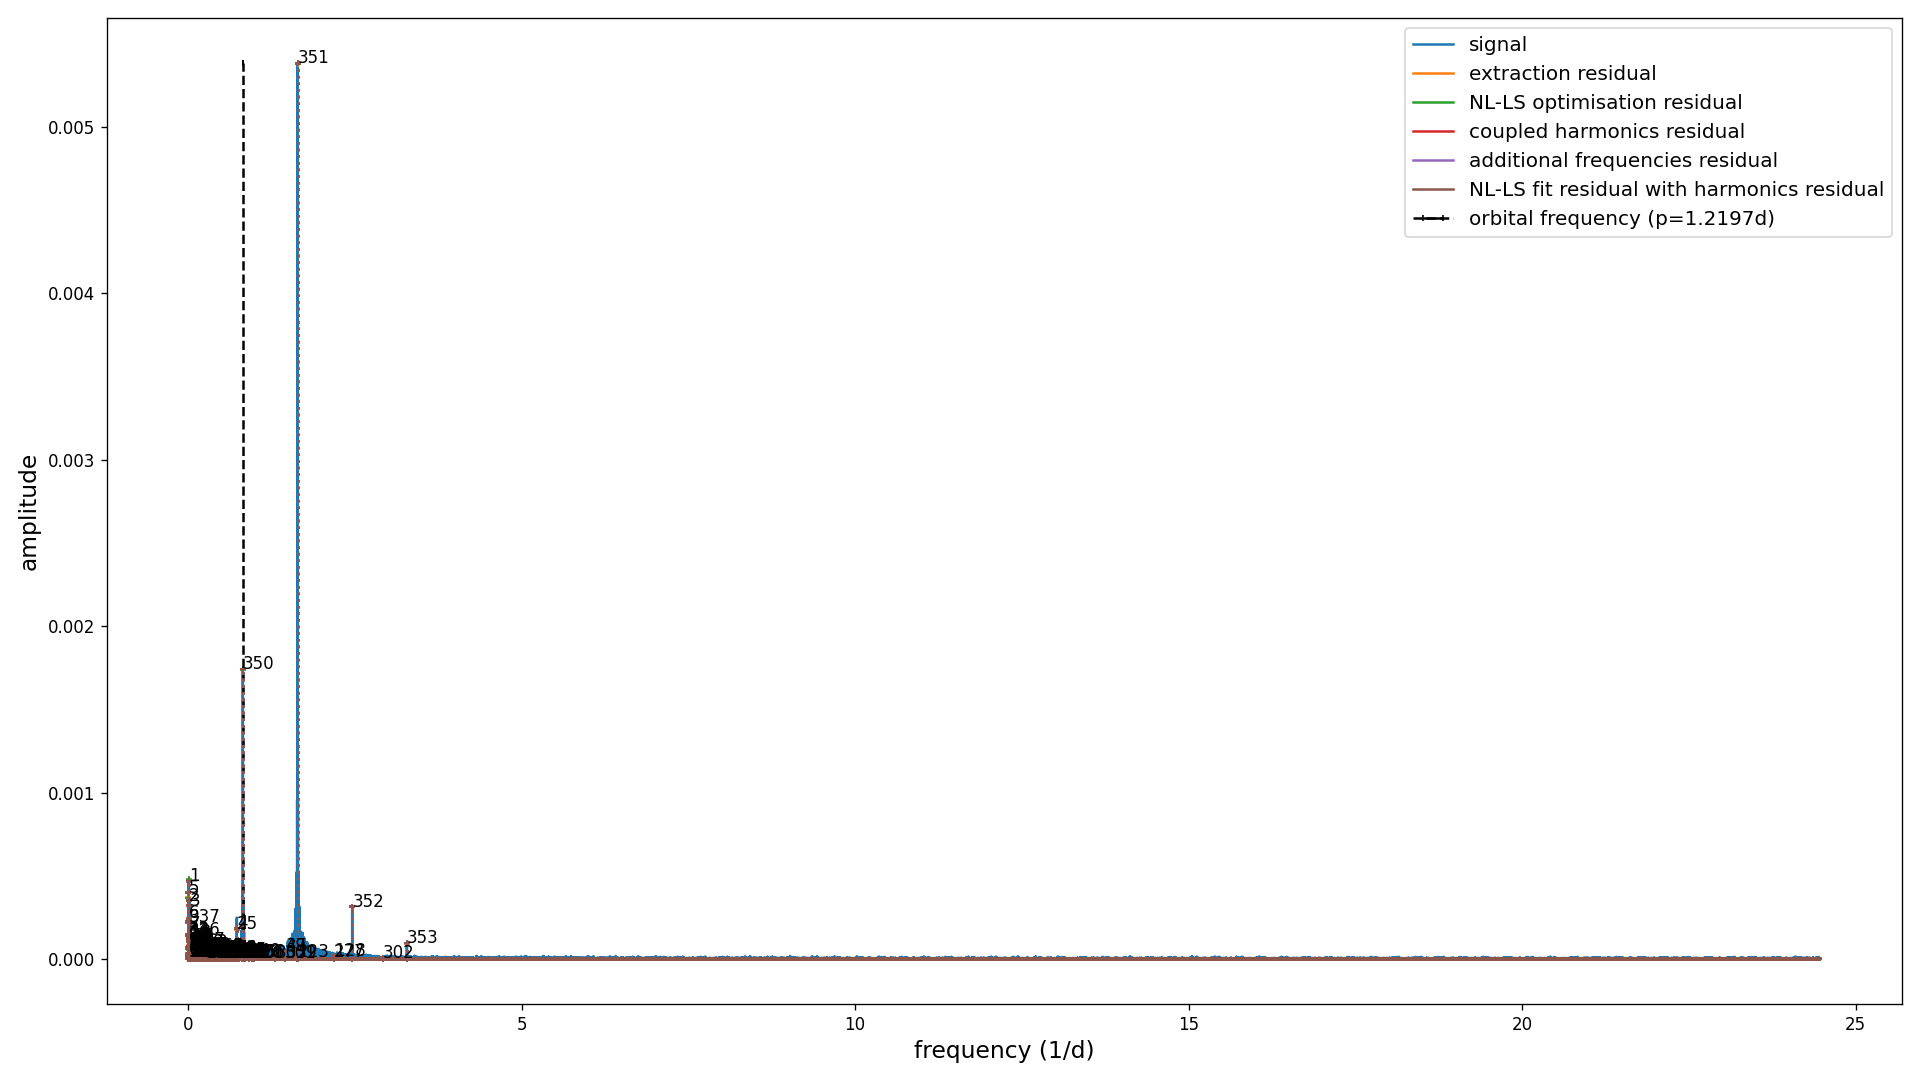 signal
extraction residual
NL-LS optimisation residual
coupled harmonics residual
additional frequencies residual
NL-LS fit residual with harmonics residual
orbital frequency (p=1.2197d)
351
350
352
353
302
1
0.005
0.004
0.003
0.002
0.001
0.000
amplitude
0
5
10
15
20
25
frequency (1/d)